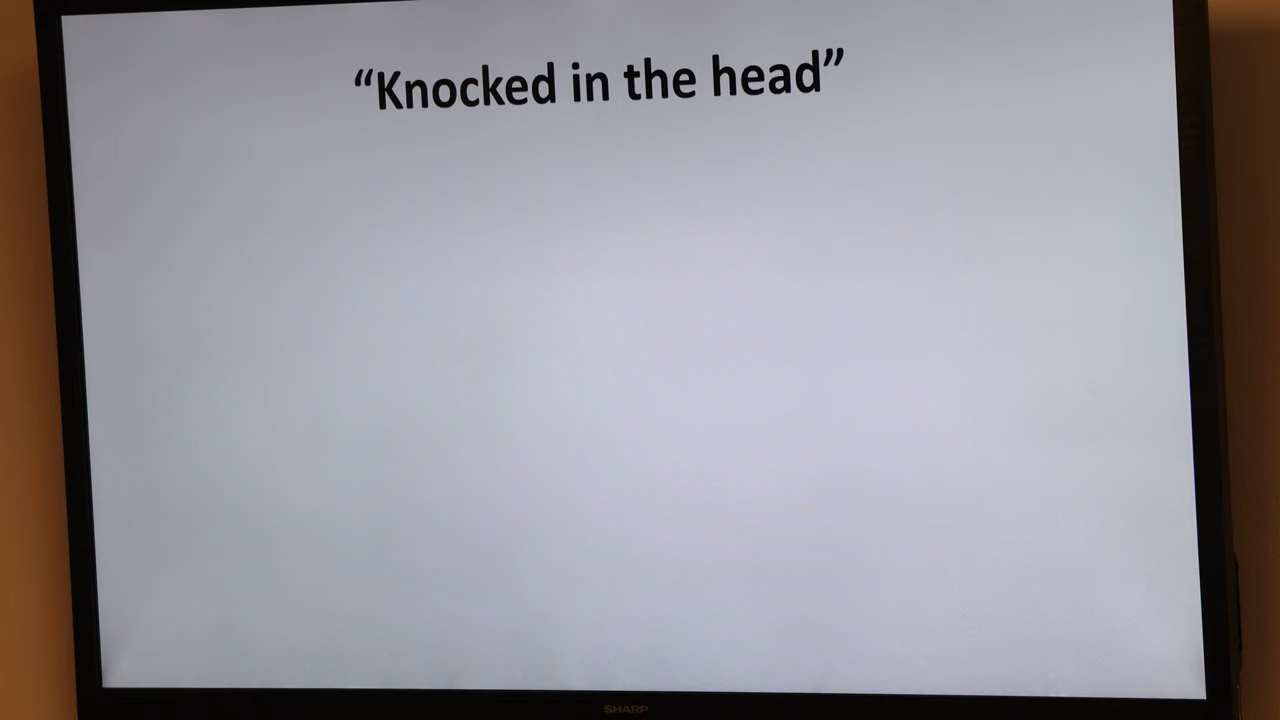 “Knocked in the head”
SHARP